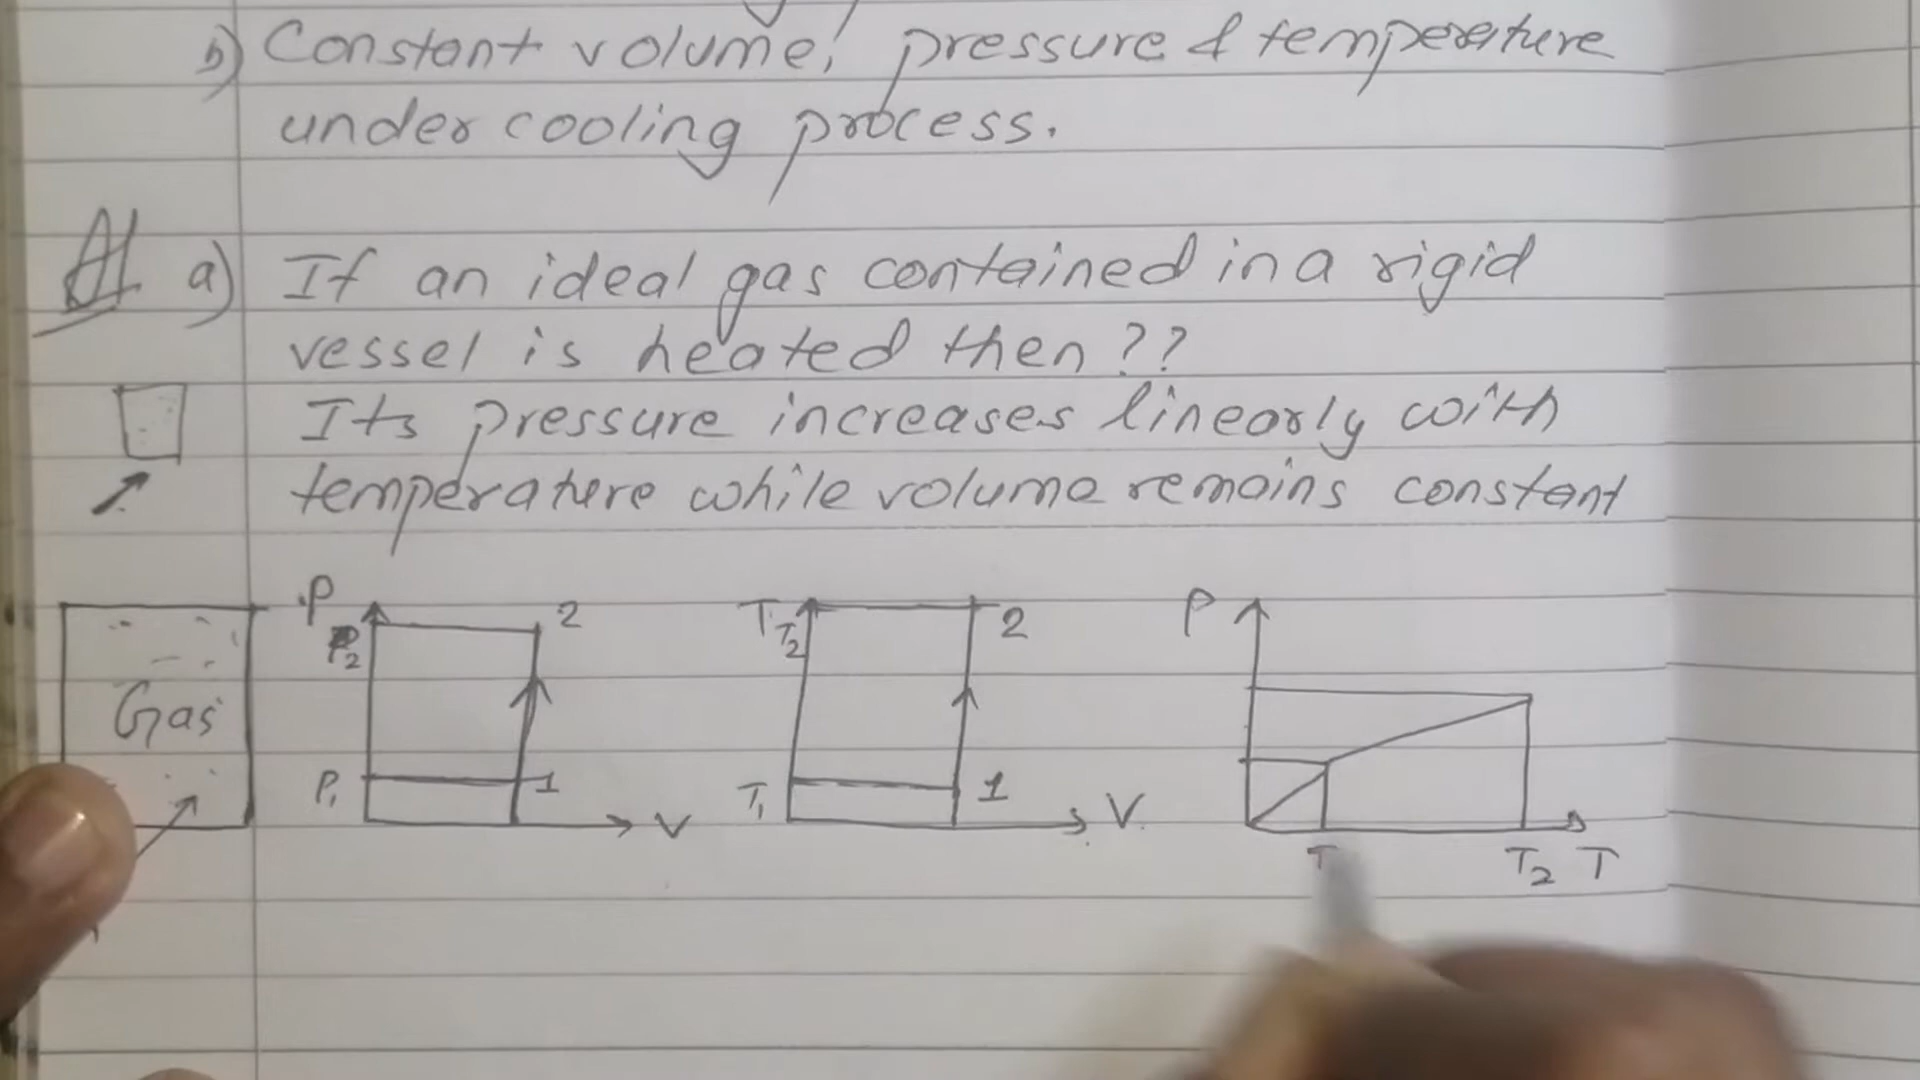 b) Constant volume, pressure & temperature
under cooling process.
A a) If an ideal gas contained in a rigid
vessel is heated then??
Its pressure increases linearly with
temperature while volume remains constant
Gas
P
P2
2
P1
1
V
T
T2
2
T1
1
V
P
T
T2
T